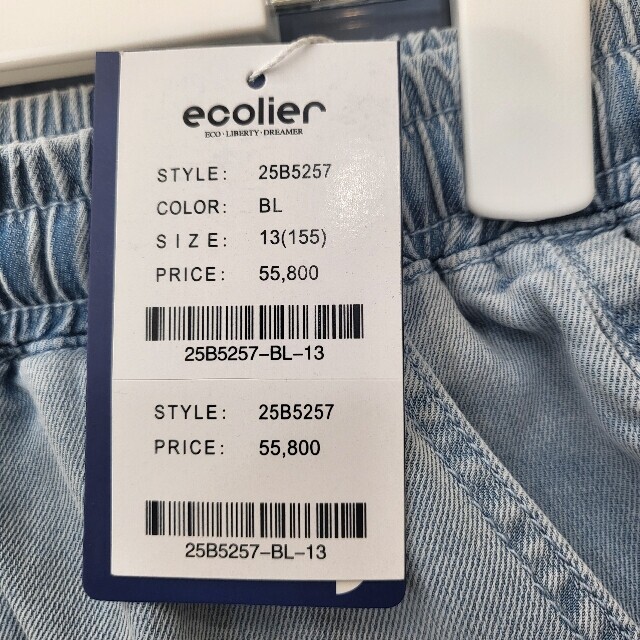 ecolier
ECO · LIBERTY · DREAMER
STYLE: 25B5257
COLOR: BL
SIZE: 13(155)
PRICE: 55,800
25B5257-BL-13
STYLE: 25B5257
PRICE: 55,800
25B5257-BL-13